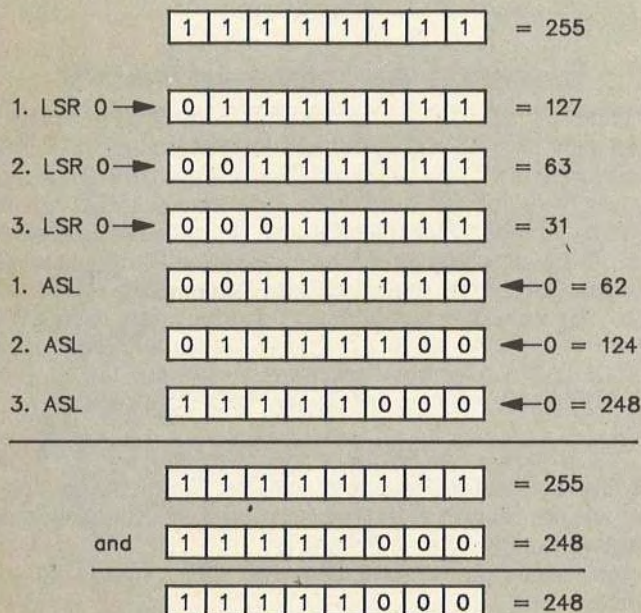 1 1 1 1 1 1 1 1 = 255
1. LSR 0 → 0 1 1 1 1 1 1 1 = 127
2. LSR 0 → 0 0 1 1 1 1 1 1 = 63
3. LSR 0 → 0 0 0 1 1 1 1 1 = 31
1. ASL 0 0 1 1 1 1 1 0 ← 0 = 62
2. ASL 0 1 1 1 1 1 0 0 ← 0 = 124
3. ASL 1 1 1 1 1 0 0 0 ← 0 = 248
1 1 1 1 1 1 1 1 = 255
and 1 1 1 1 1 0 0 0 = 248
1 1 1 1 1 0 0 0 = 248